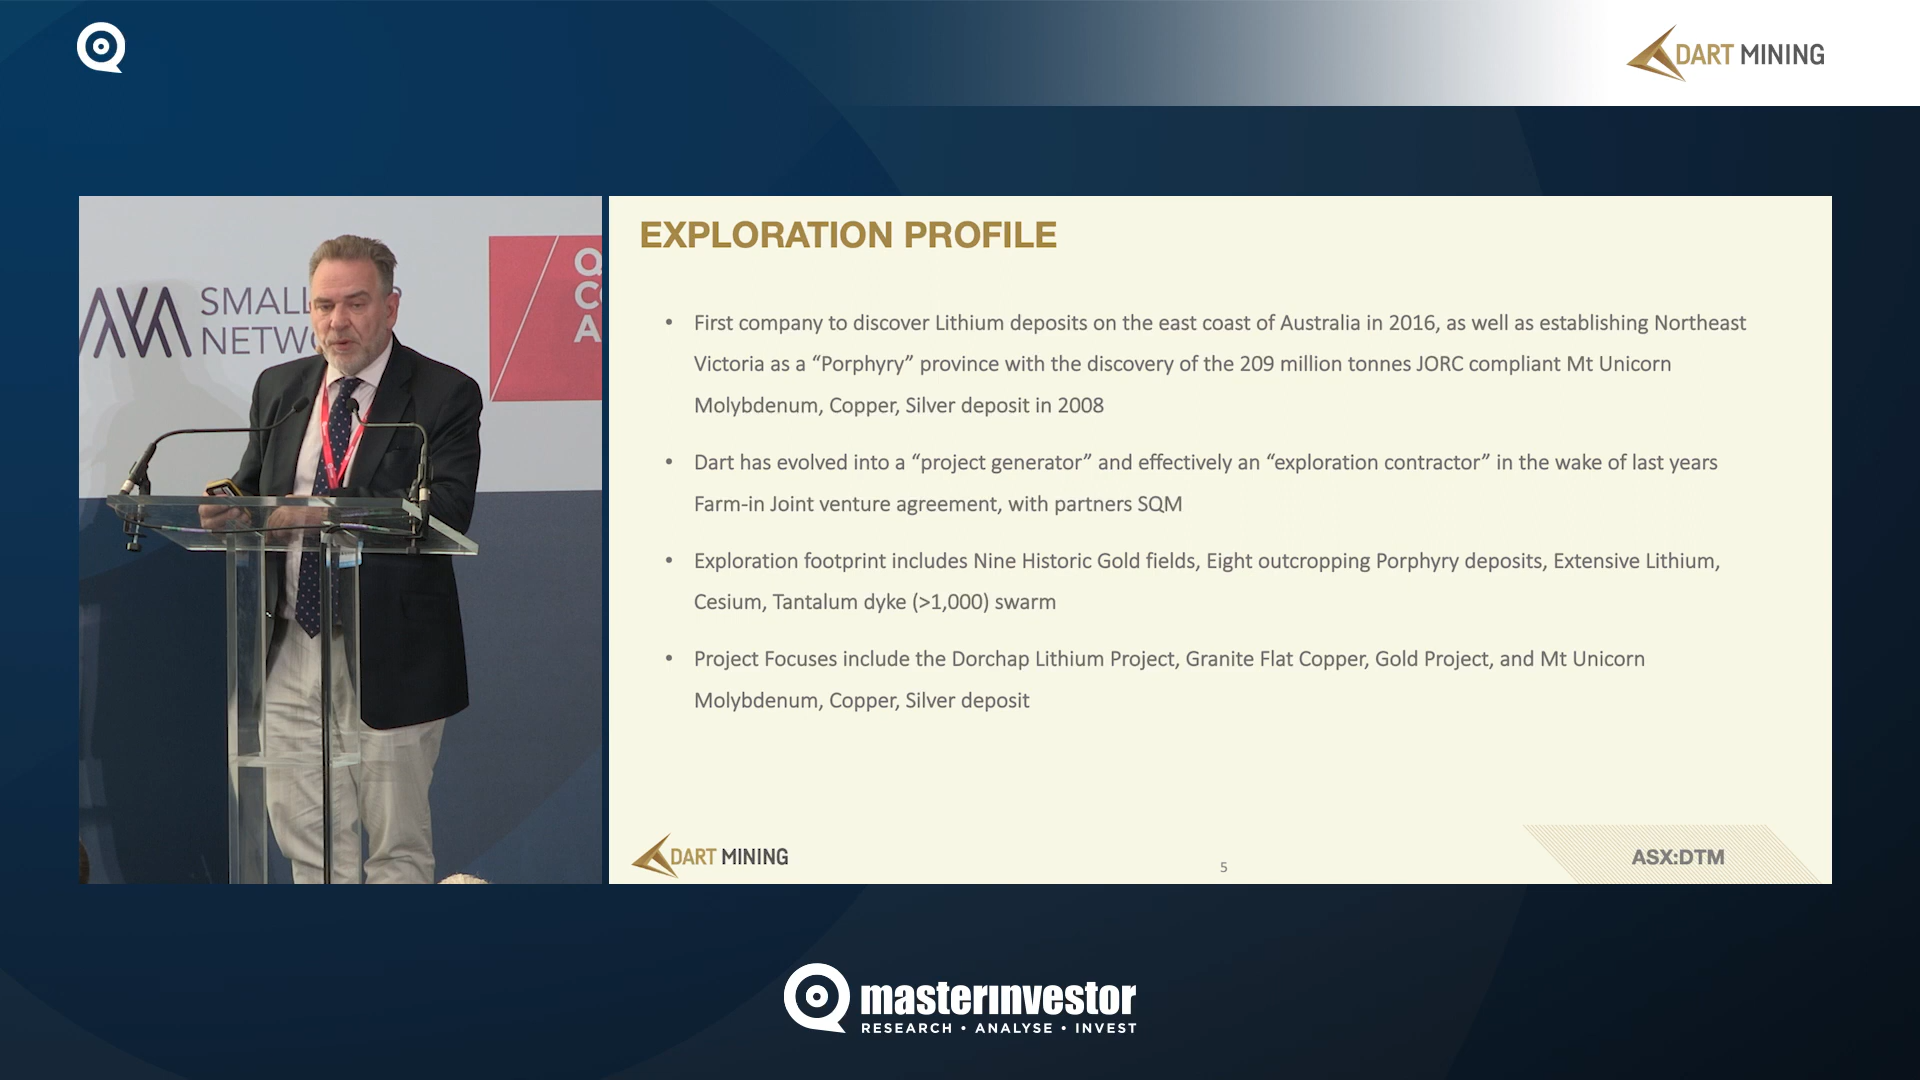 DART MINING
SMALL
NETWO
Q
C
A
EXPLORATION PROFILE
• First company to discover Lithium deposits on the east coast of Australia in 2016, as well as establishing Northeast
Victoria as a “Porphyry” province with the discovery of the 209 million tonnes JORC compliant Mt Unicorn
Molybdenum, Copper, Silver deposit in 2008
• Dart has evolved into a “project generator” and effectively an “exploration contractor” in the wake of last years
Farm-in Joint venture agreement, with partners SQM
• Exploration footprint includes Nine Historic Gold fields, Eight outcropping Porphyry deposits, Extensive Lithium,
Cesium, Tantalum dyke (>1,000) swarm
• Project Focuses include the Dorchap Lithium Project, Granite Flat Copper, Gold Project, and Mt Unicorn
Molybdenum, Copper, Silver deposit
DART MINING
5
ASX:DTM
masterinvestor
RESEARCH • ANALYSE • INVEST